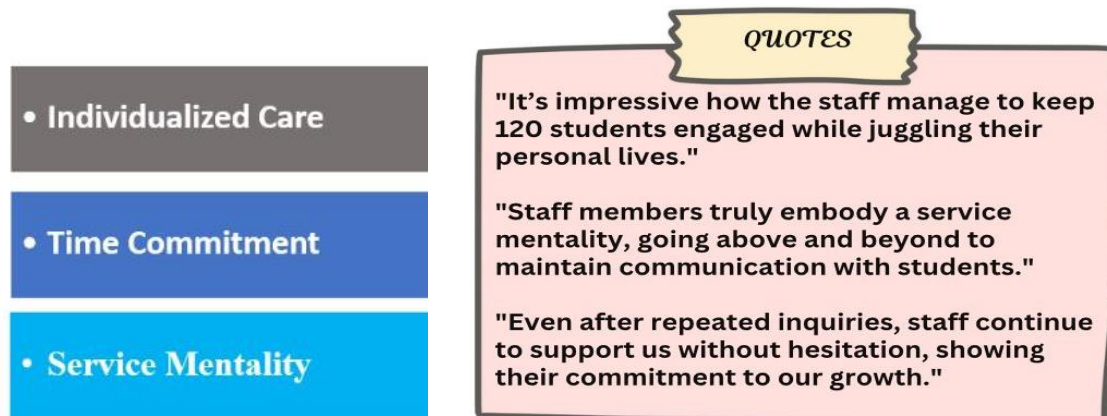 • Individualized Care
• Time Commitment
• Service Mentality
QUOTES
"It’s impressive how the staff manage to keep
120 students engaged while juggling their
personal lives."
"Staff members truly embody a service
mentality, going above and beyond to
maintain communication with students."
"Even after repeated inquiries, staff continue
to support us without hesitation, showing
their commitment to our growth."